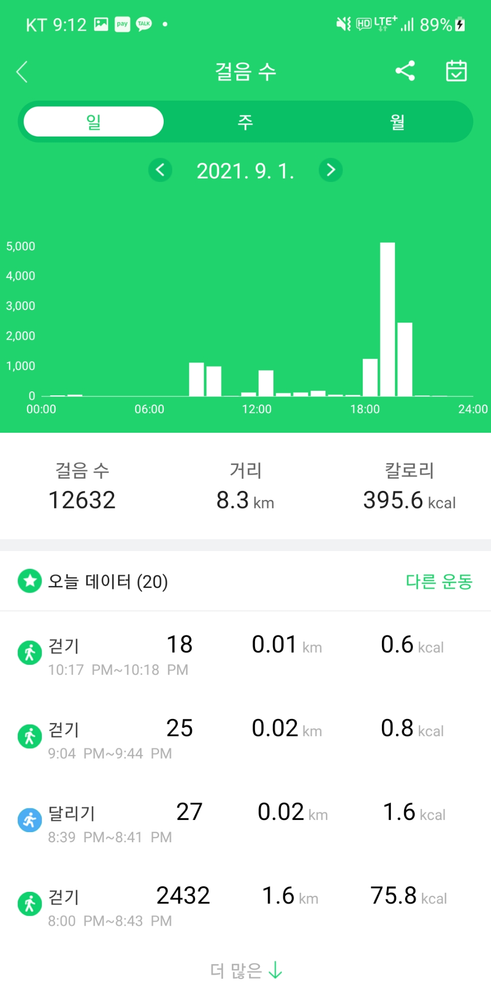 KT 9:12 pay TALK HD LTE+ 89%
걸음 수
일 주 월
2021. 9. 1.
5,000
4,000
3,000
2,000
1,000
0
00:00 06:00 12:00 18:00 24:00
걸음 수 거리 칼로리
12632 8.3 km 395.6 kcal
오늘 데이터 (20) 다른 운동
걷기 18 0.01 km 0.6 kcal
10:17 PM~10:18 PM
걷기 25 0.02 km 0.8 kcal
9:04 PM~9:44 PM
달리기 27 0.02 km 1.6 kcal
8:39 PM~8:41 PM
걷기 2432 1.6 km 75.8 kcal
8:00 PM~8:43 PM
더 많은